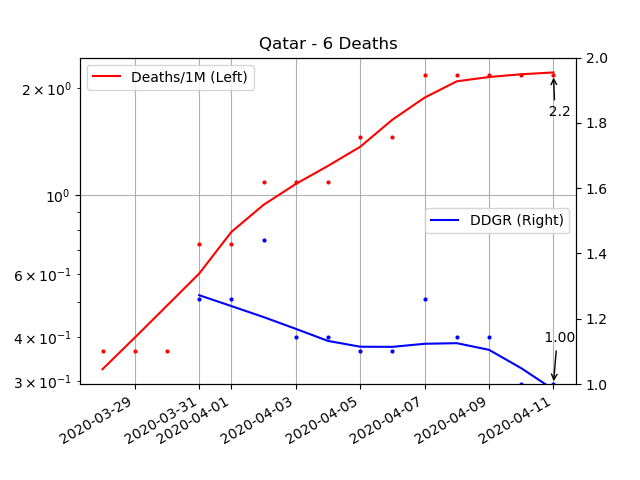 Qatar - 6 Deaths
Deaths/1M (Left)
DDGR (Right)
2 × 10⁰
10⁰
6 × 10⁻¹
4 × 10⁻¹
3 × 10⁻¹
2.0
1.8
1.6
1.4
1.2
1.0
2.2
1.00
2020-03-29
2020-03-31
2020-04-01
2020-04-03
2020-04-05
2020-04-07
2020-04-09
2020-04-11